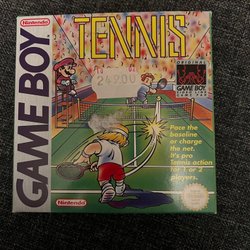 Nintendo
GAME BOY
TENNIS
ORIGINAL
GAME BOY
Pace the
baseline
or charge
the net.
It's pro
Tennis action
for 1 or 2
players.
Nintendo